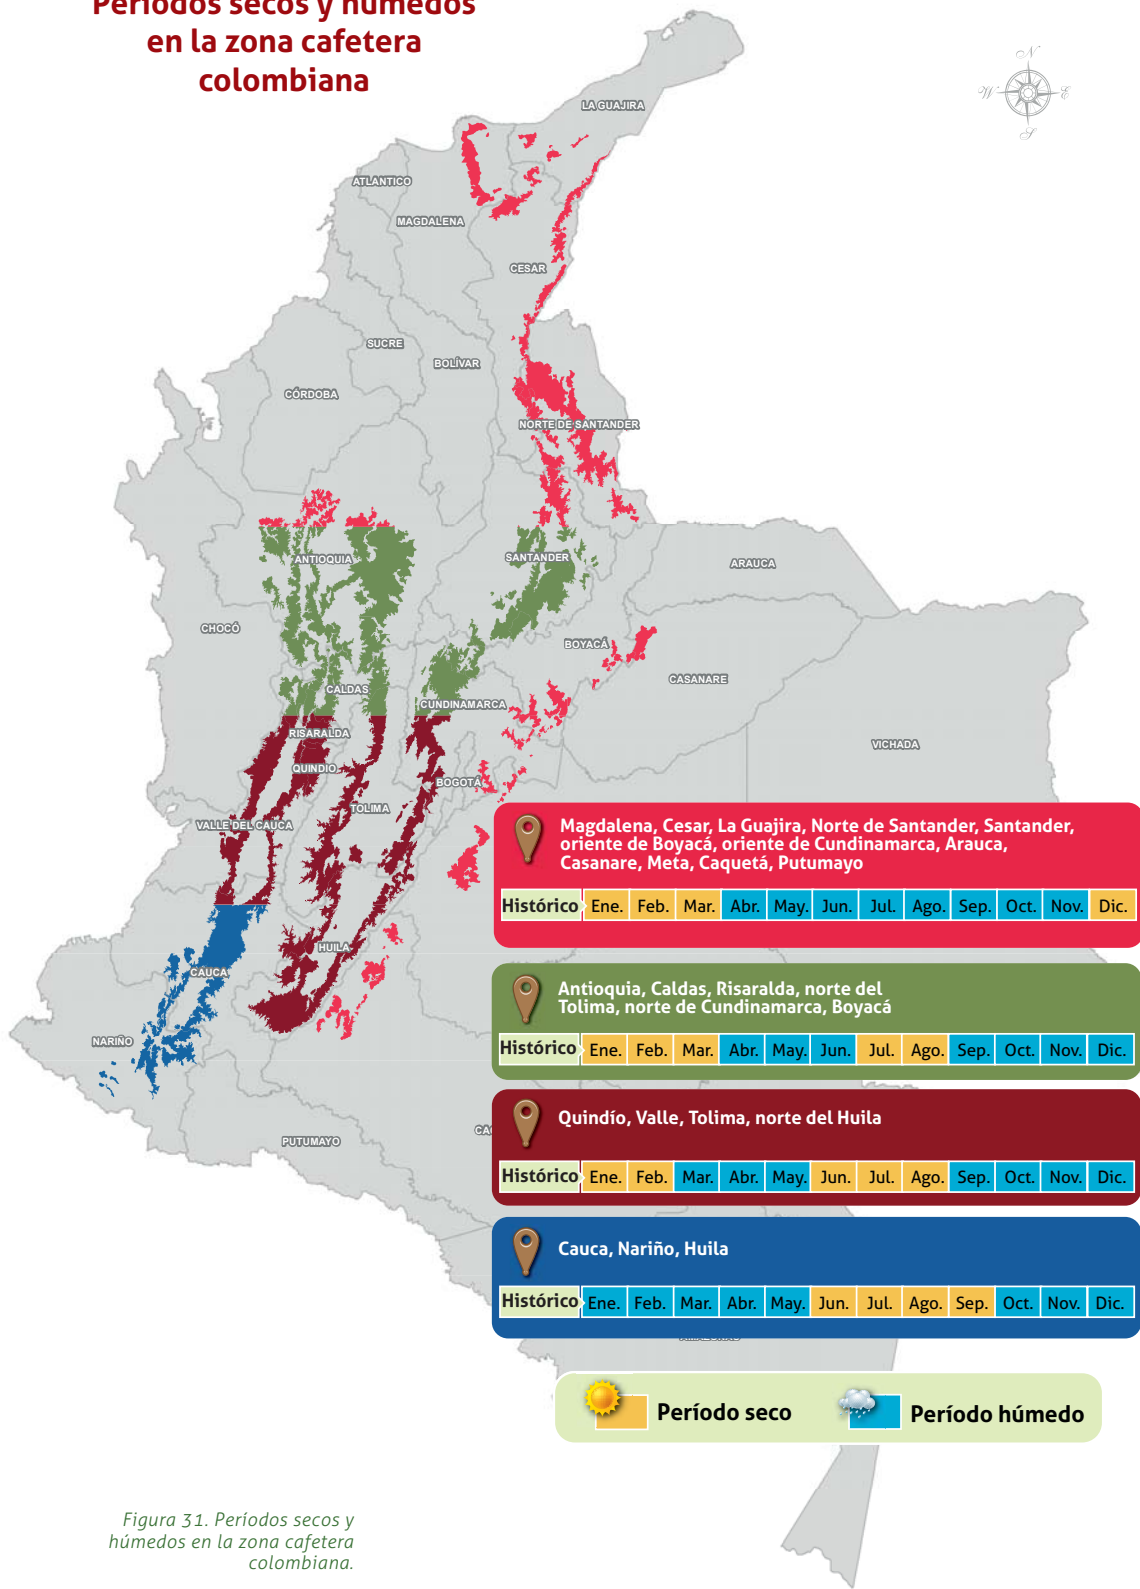 Períodos secos y húmedos
en la zona cafetera
colombiana
N
W
E
S
LA GUAJIRA
ATLANTICO
MAGDALENA
CESAR
SUCRE
BOLÍVAR
CÓRDOBA
NORTE DE SANTANDER
ANTIOQUIA
SANTANDER
ARAUCA
CHOCÓ
BOYACÁ
CASANARE
CALDAS
CUNDINAMARCA
RISARALDA
VICHADA
QUINDIO
BOGOTÁ
TOLIMA
VALLE DEL CAUCA
HUILA
CAUCA
NARIÑO
PUTUMAYO
Magdalena, Cesar, La Guajira, Norte de Santander, Santander,
oriente de Boyacá, oriente de Cundinamarca, Arauca,
Casanare, Meta, Caquetá, Putumayo
Histórico Ene. Feb. Mar. Abr. May. Jun. Jul. Ago. Sep. Oct. Nov. Dic.
Antioquia, Caldas, Risaralda, norte del
Tolima, norte de Cundinamarca, Boyacá
Histórico Ene. Feb. Mar. Abr. May. Jun. Jul. Ago. Sep. Oct. Nov. Dic.
Quindío, Valle, Tolima, norte del Huila
Histórico Ene. Feb. Mar. Abr. May. Jun. Jul. Ago. Sep. Oct. Nov. Dic.
Cauca, Nariño, Huila
Histórico Ene. Feb. Mar. Abr. May. Jun. Jul. Ago. Sep. Oct. Nov. Dic.
Período seco
Período húmedo
Figura 31. Períodos secos y
húmedos en la zona cafetera
colombiana.